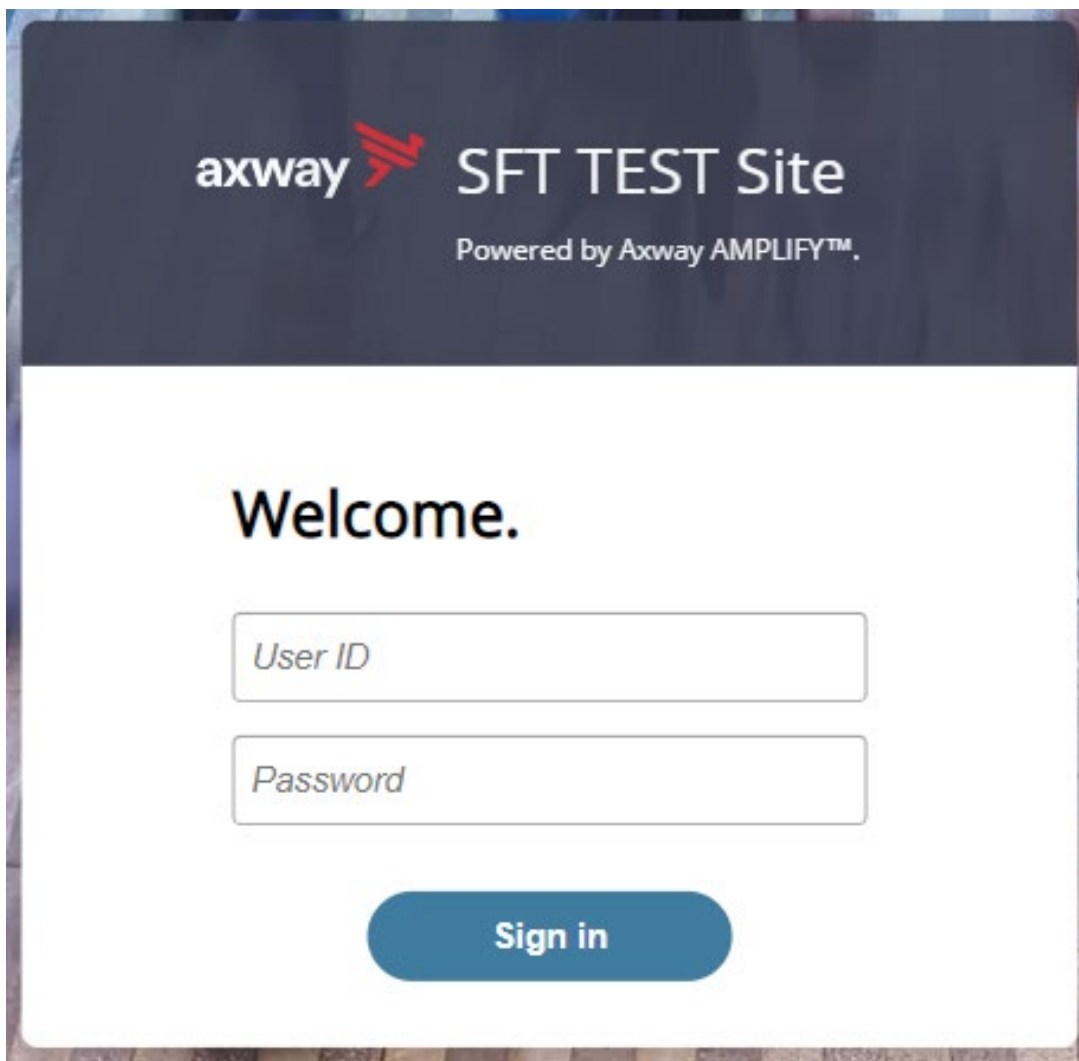 axway SFT TEST Site
Powered by Axway AMPLIFY™.
Welcome.
User ID
Password
Sign in